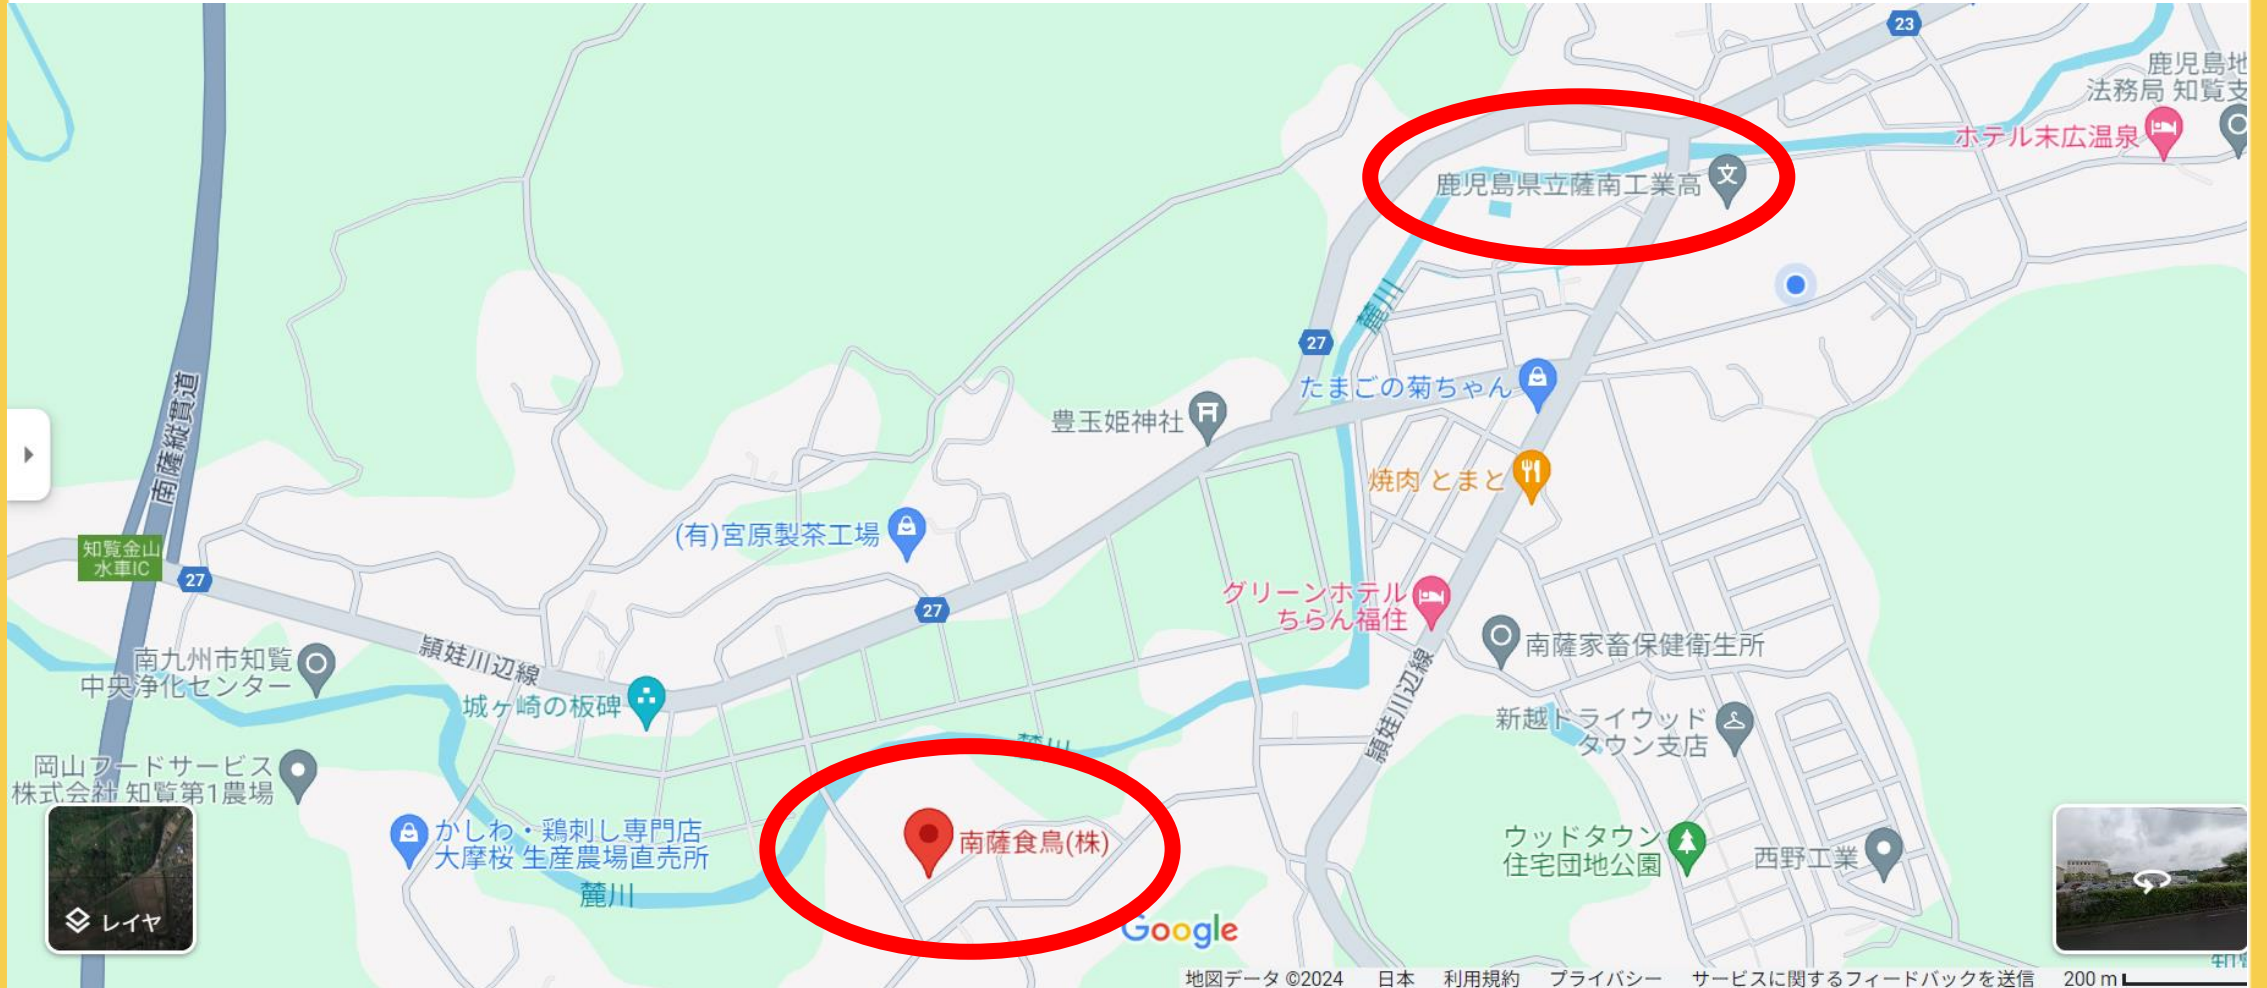 23
鹿児島地
法務局 知覧支
ホテル末広温泉
鹿児島県立薩南工業高
麓川
27
たまごの菊ちゃん
豊玉姫神社
南薩縦貫道
焼肉 とまと
(有)宮原製茶工場
知覧金山
水車IC
27
27
グリーンホテル
ちらん福住
南薩家畜保健衛生所
頴娃川辺線
南九州市知覧
中央浄化センター
城ヶ崎の板碑
頴娃川辺線
新越ドライウッド
タウン支店
麓川
岡山フードサービス
株式会社 知覧第1農場
かしわ・鶏刺し専門店
大摩桜 生産農場直売所
南薩食鳥(株)
ウッドタウン
住宅団地公園
西野工業
麓川
レイヤ
Google
地図データ ©2024 日本 利用規約 プライバシー サービスに関するフィードバックを送信 200 m